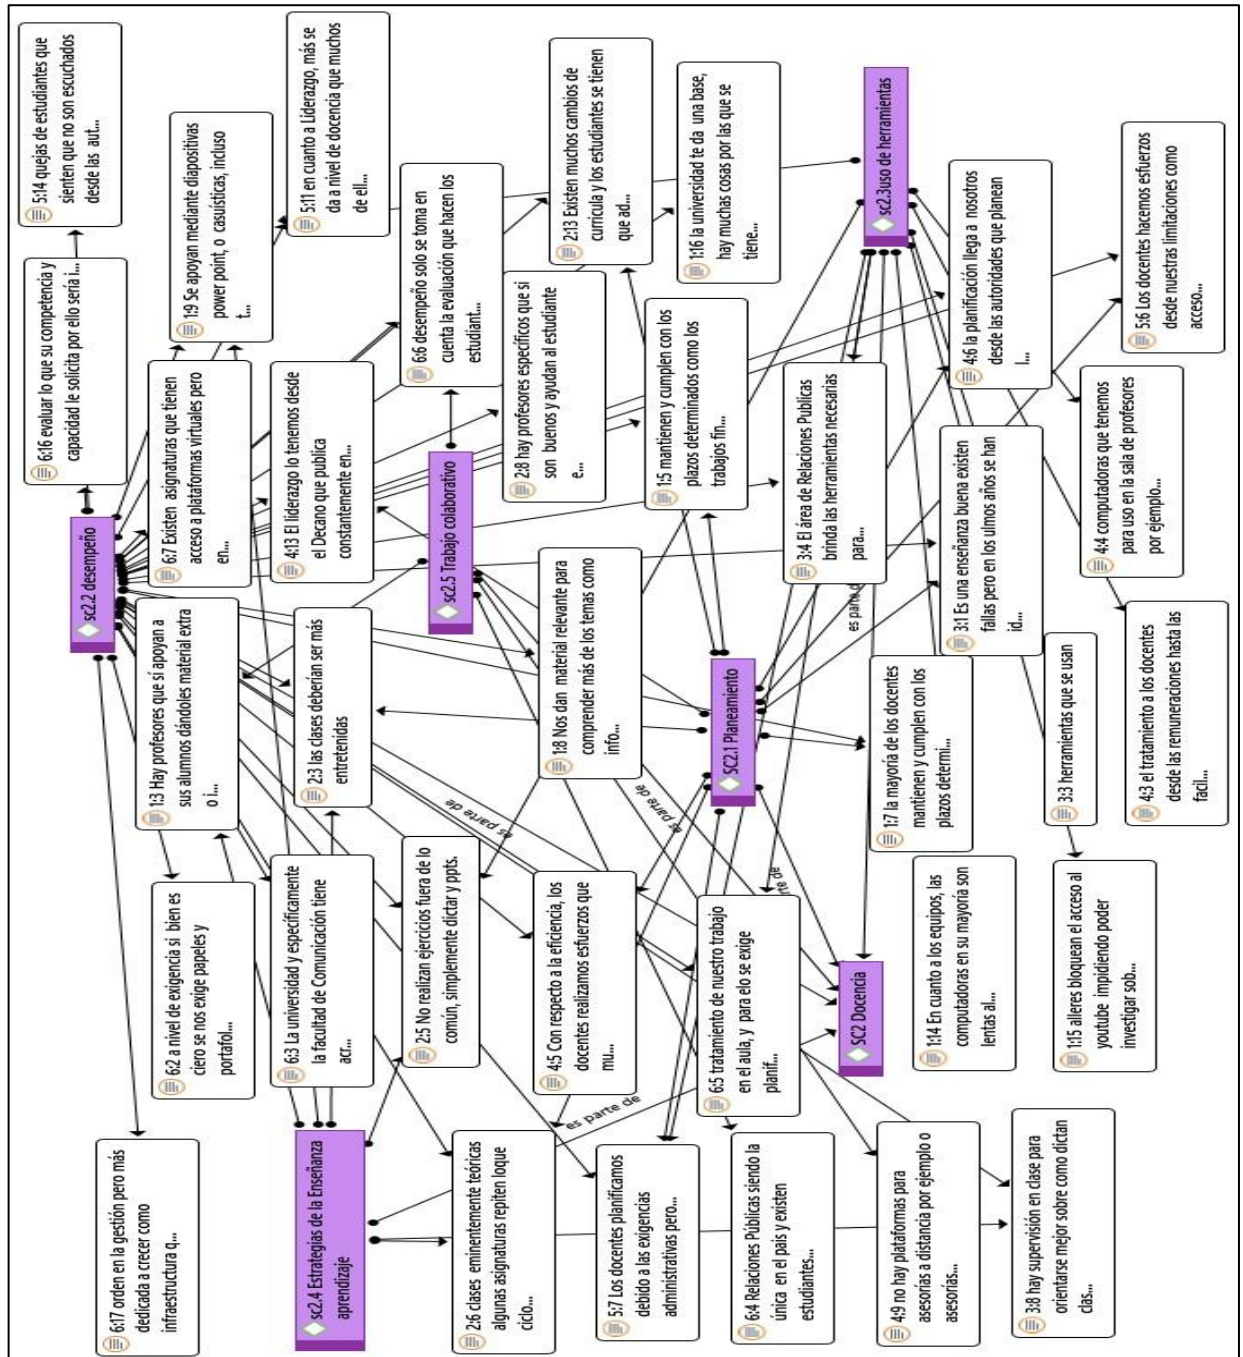 5:14 quejas de estudiantes que
sienten que no son escuchados
desde las aut...
6:16 evaluar lo que su competencia y
capacidad le solicita por ello sería i...
1:9 Se apoyan mediante diapositivas
power point, o casuísticas, incluso
t...
5:11 en cuanto a Liderazgo, más se
da a nivel de docencia que muchos
de ell...
sc2.2 desempeño
6:7 Existen asignaturas que tienen
acceso a plataformas virtuales pero
en...
4:13 El liderazgo lo tenemos desde
el Decano que publica
constantemente en...
6:6 desempeño solo se toma en
cuenta la evaluación que hacen los
estudiant...
2:13 Existen muchos cambios de
curricula y los estudiantes se tienen
que ad...
1:16 la universidad te da una base,
hay muchas cosas por las que se
tiene...
sc2.3uso de herramientas
2:8 hay profesores específicos que si
son buenos y ayudan al estudiante
e...
sc2.5 Trabajo colaborativo
1:5 mantienen y cumplen con los
plazos determinados como los
trabajos fin...
3:4 El área de Relaciones Publicas
brinda las herramientas necesarias
para...
4:6 la planificación llega a nosotros
desde las autoridades que planean
l...
5:6 Los docentes hacemos esfuerzos
desde nuestras limitaciones como
acceso...
4:4 computadoras que tenemos
para uso en la sala de profesores
por ejemplo...
3:1 Es una enseñanza buena existen
fallas pero en los ulmos años se han
id...
1:3 Hay profesores que sí apoyan a
sus alumnos dándoles material extra
o i...
2:3 las clases deberían ser más
entretenidas
1:8 Nos dan material relevante para
comprender más de los temas como
info...
SC2.1 Planeamiento
1:7 la mayoría de los docentes
mantienen y cumplen con los
plazos determi...
3:3 herramientas que se usan
4:3 el tratamiento a los docentes
desde las remuneraciones hasta las
facil...
6:2 a nivel de exigencia si bien es
ciero se nos exige papeles y
portafol...
6:3 La universidad y específicamente
la facultad de Comunicación tiene
acr...
2:5 No realizan ejercicios fuera de lo
común, simplemente dictar y ppts.
4:5 Con respecto a la eficiencia, los
docentes realizamos esfuerzos que
mu...
6:5 tratamiento de nuestro trabajo
en el aula, y para elo se exige
planif...
SC2 Docencia
1:14 En cuanto a los equipos, las
computadoras en su mayoría son
lentas al...
1:15 alleres bloquean el acceso al
youtube impidiendo poder
investigar sob...
6:17 orden en la gestión pero más
dedicada a crecer como
infraestructura q...
sc2.4 Estrategias de la Enseñanza
aprendizaje
2:6 clases eminentemente teóricas
algunas asignaturas repiten loque
ciclo...
5:7 Los docentes planificamos
debido a las exigencias
administrativas pero...
6:4 Relaciones Públicas siendo la
única en el pais y existen
estudiantes...
4:9 no hay plataformas para
asesorías a distancia por ejemplo o
asesorías...
3:8 hay supervisión en clase para
orientarse mejor sobre como dictan
clas...
es parte de
es parte de
es parte de
es parte d
rte de